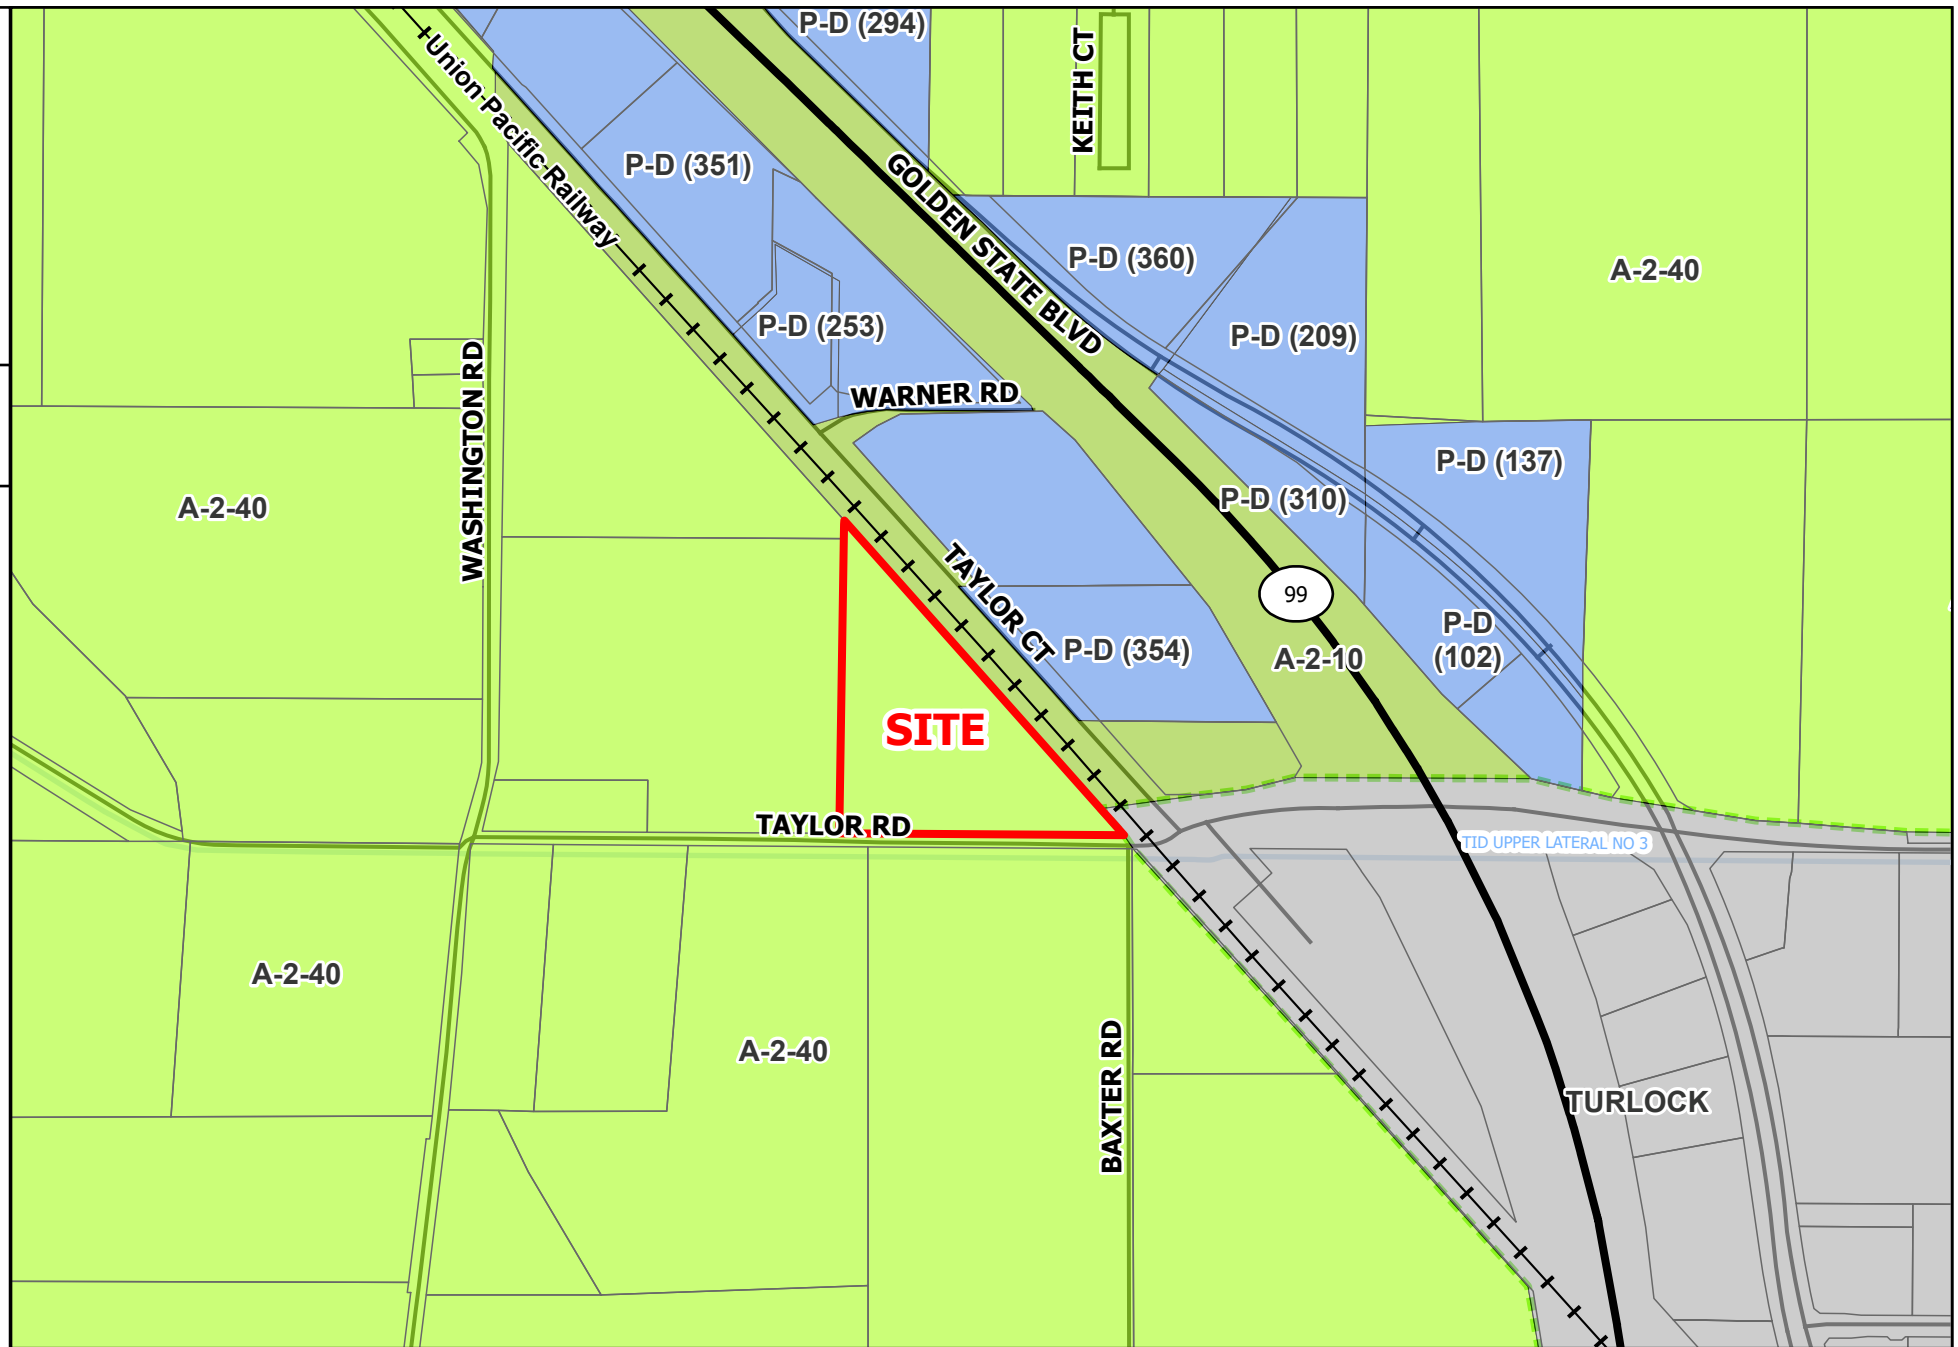 P-D (294)
KEITH CT
Union Pacific Railway
P-D (351)
GOLDEN STATE BLVD
P-D (360)
A-2-40
P-D (253)
P-D (209)
WASHINGTON RD
WARNER RD
P-D (137)
A-2-40
P-D (310)
TAYLOR CT
99
P-D
(102)
P-D (354)
A-2-10
SITE
TAYLOR RD
TID UPPER LATERAL NO 3
A-2-40
A-2-40
BAXTER RD
TURLOCK